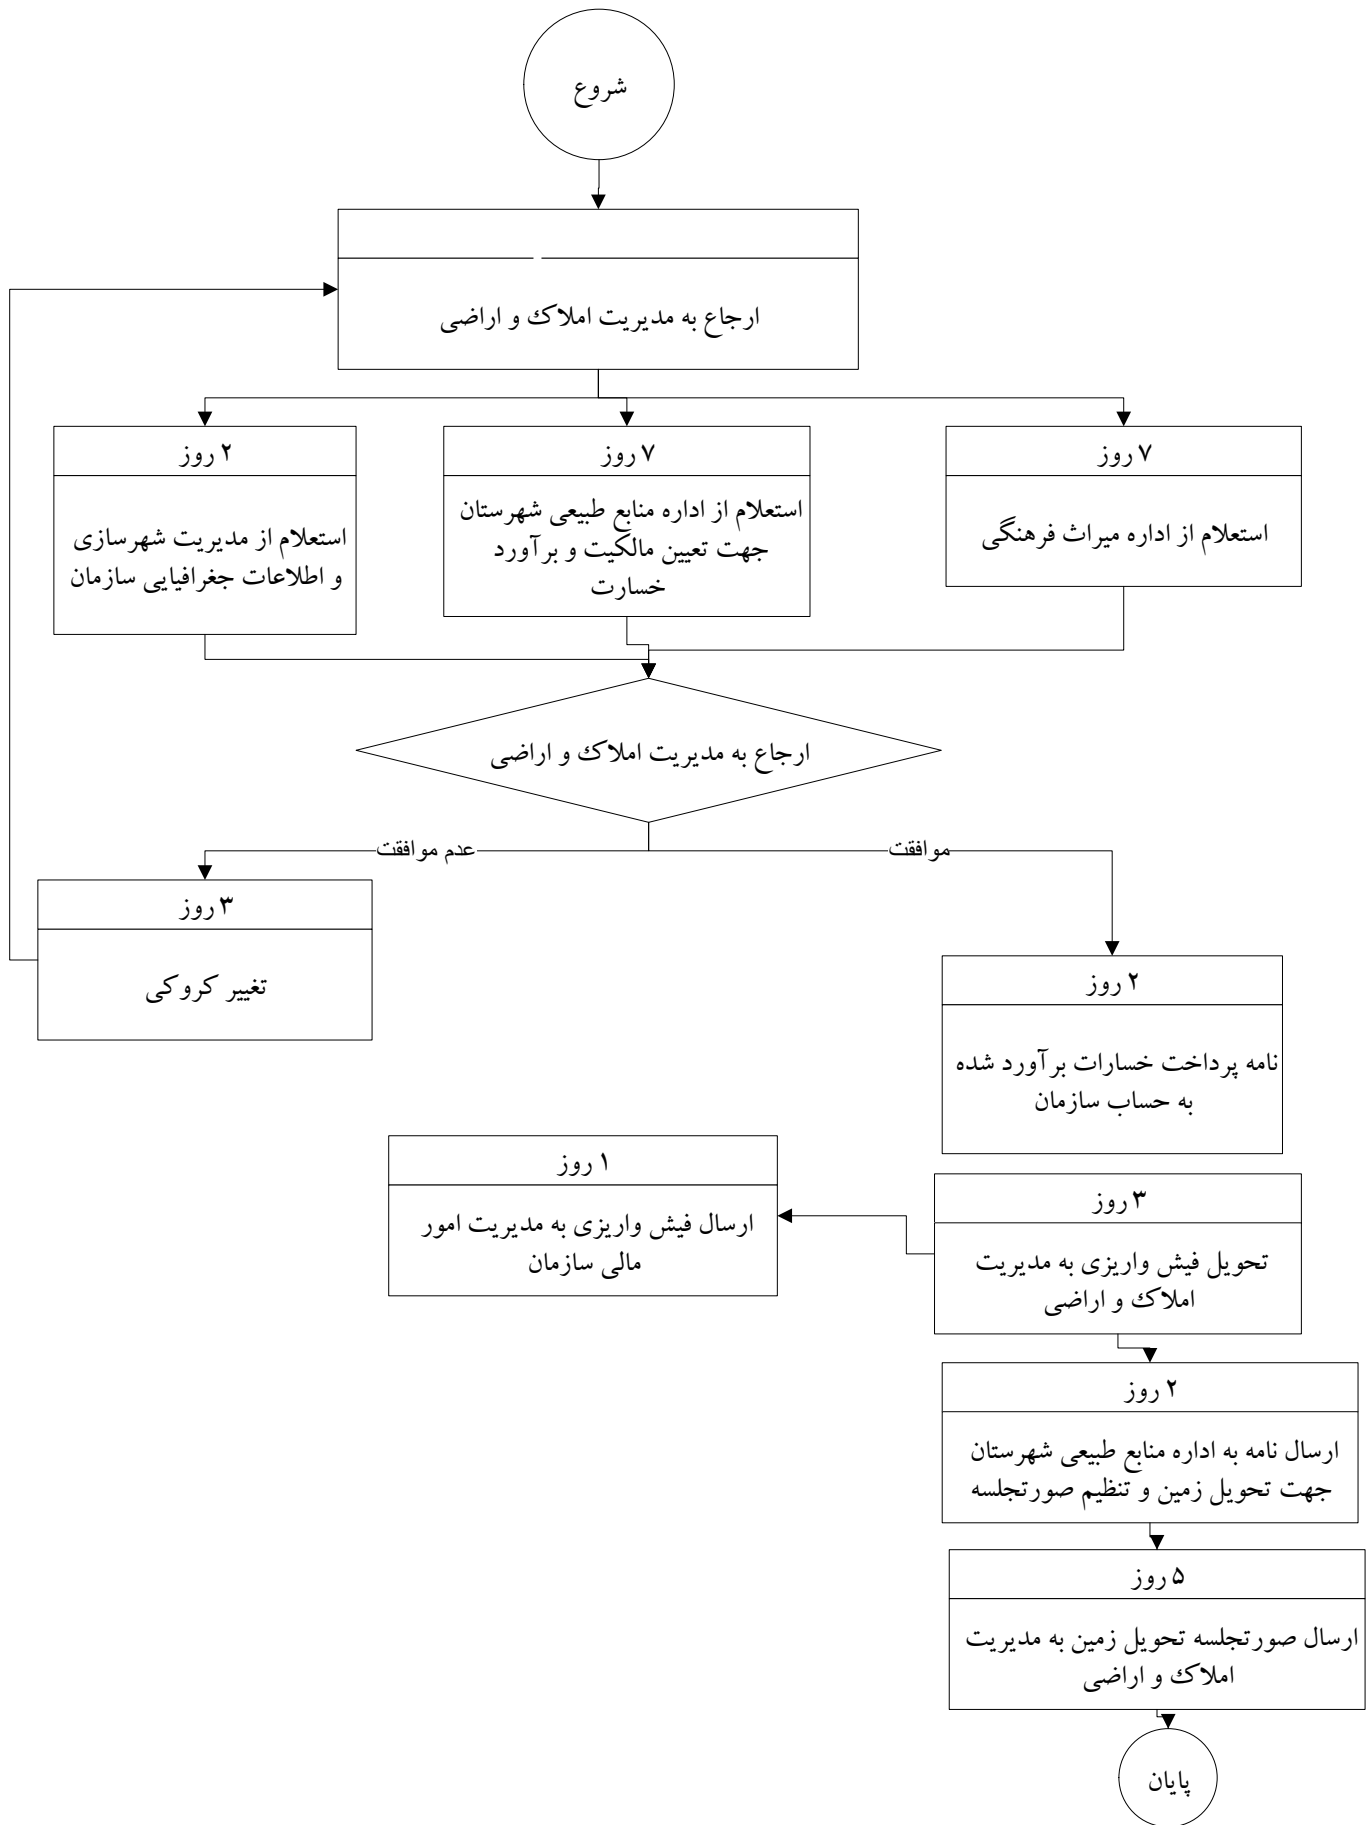 شروع
ارجاع به مدیریت املاک و اراضی
۷ روز
استعلام از اداره میراث فرهنگی
۷ روز
استعلام از اداره منابع طبیعی شهرستان
جهت تعیین مالکیت و برآورد
خسارت
۲ روز
استعلام از مدیریت شهرسازی
و اطلاعات جغرافیایی سازمان
ارجاع به مدیریت املاک و اراضی
موافقت
عدم موافقت
۳ روز
تغییر کروکی
۲ روز
نامه پرداخت خسارات برآورد شده
به حساب سازمان
۳ روز
تحویل فیش واریزی به مدیریت
املاک و اراضی
۱ روز
ارسال فیش واریزی به مدیریت امور
مالی سازمان
۲ روز
ارسال نامه به اداره منابع طبیعی شهرستان
جهت تحویل زمین و تنظیم صورتجلسه
۵ روز
ارسال صورتجلسه تحویل زمین به مدیریت
املاک و اراضی
پایان